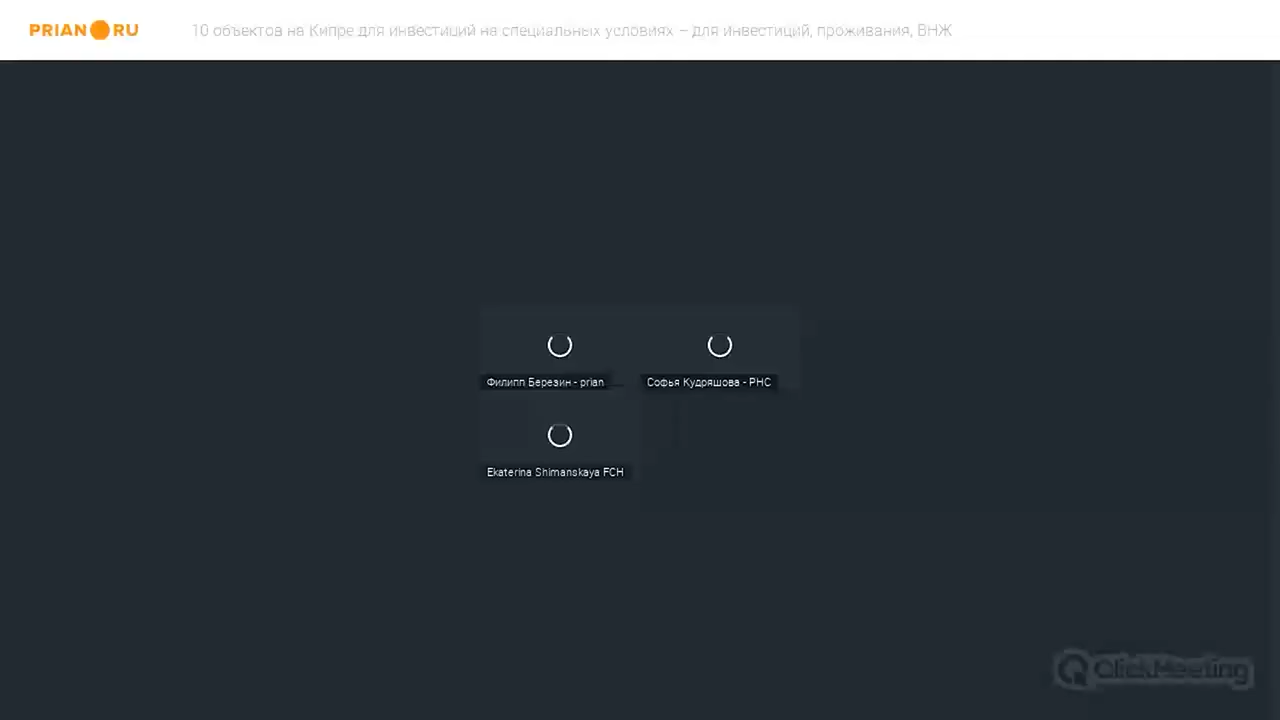 PRIAN RU
10 объектов на Кипре для инвестиций на специальных условиях – для инвестиций, проживания, ВНЖ
Филипп Березин - prian
Софья Кудряшова - РНС
Ekaterina Shimanskaya FCH
ClickMeeting